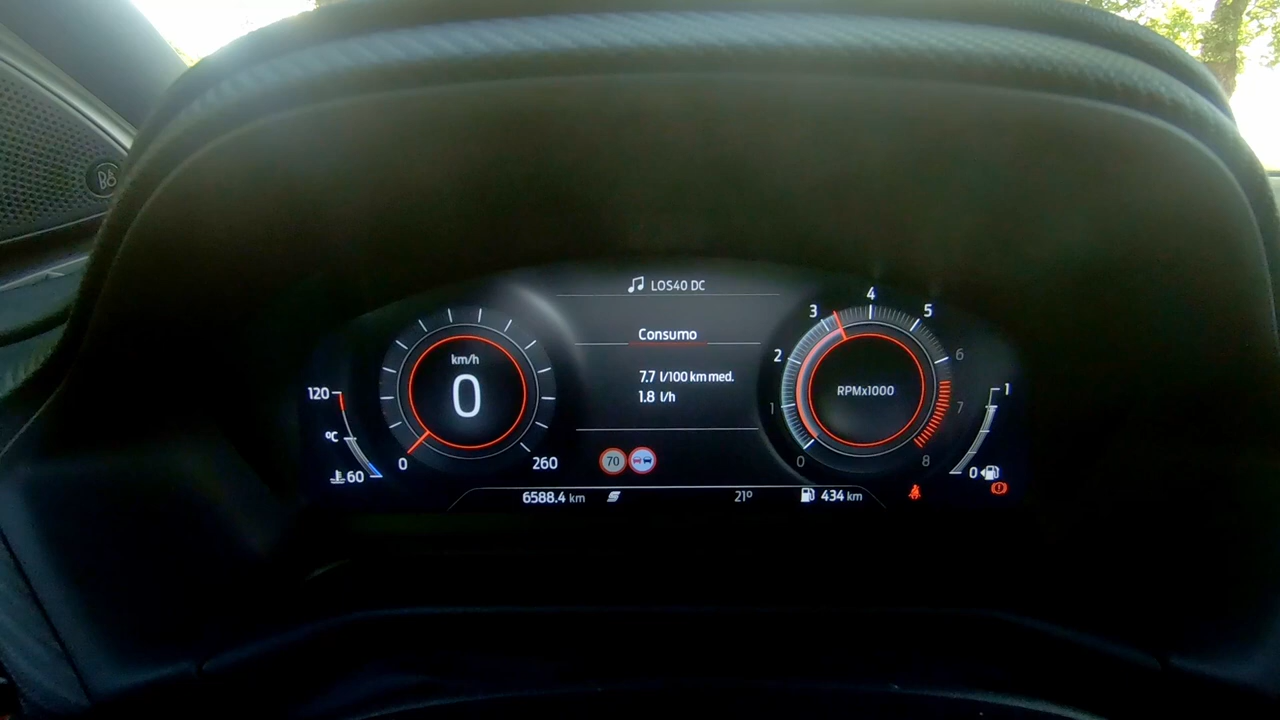 B&O
LOS40 DC
Consumo
7.7 l/100 km med.
1.8 l/h
km/h
0
0
260
120
ºC
60
0
1
2
3
4
5
6
7
8
RPMx1000
1
0
70
6588.4 km
21º
434 km